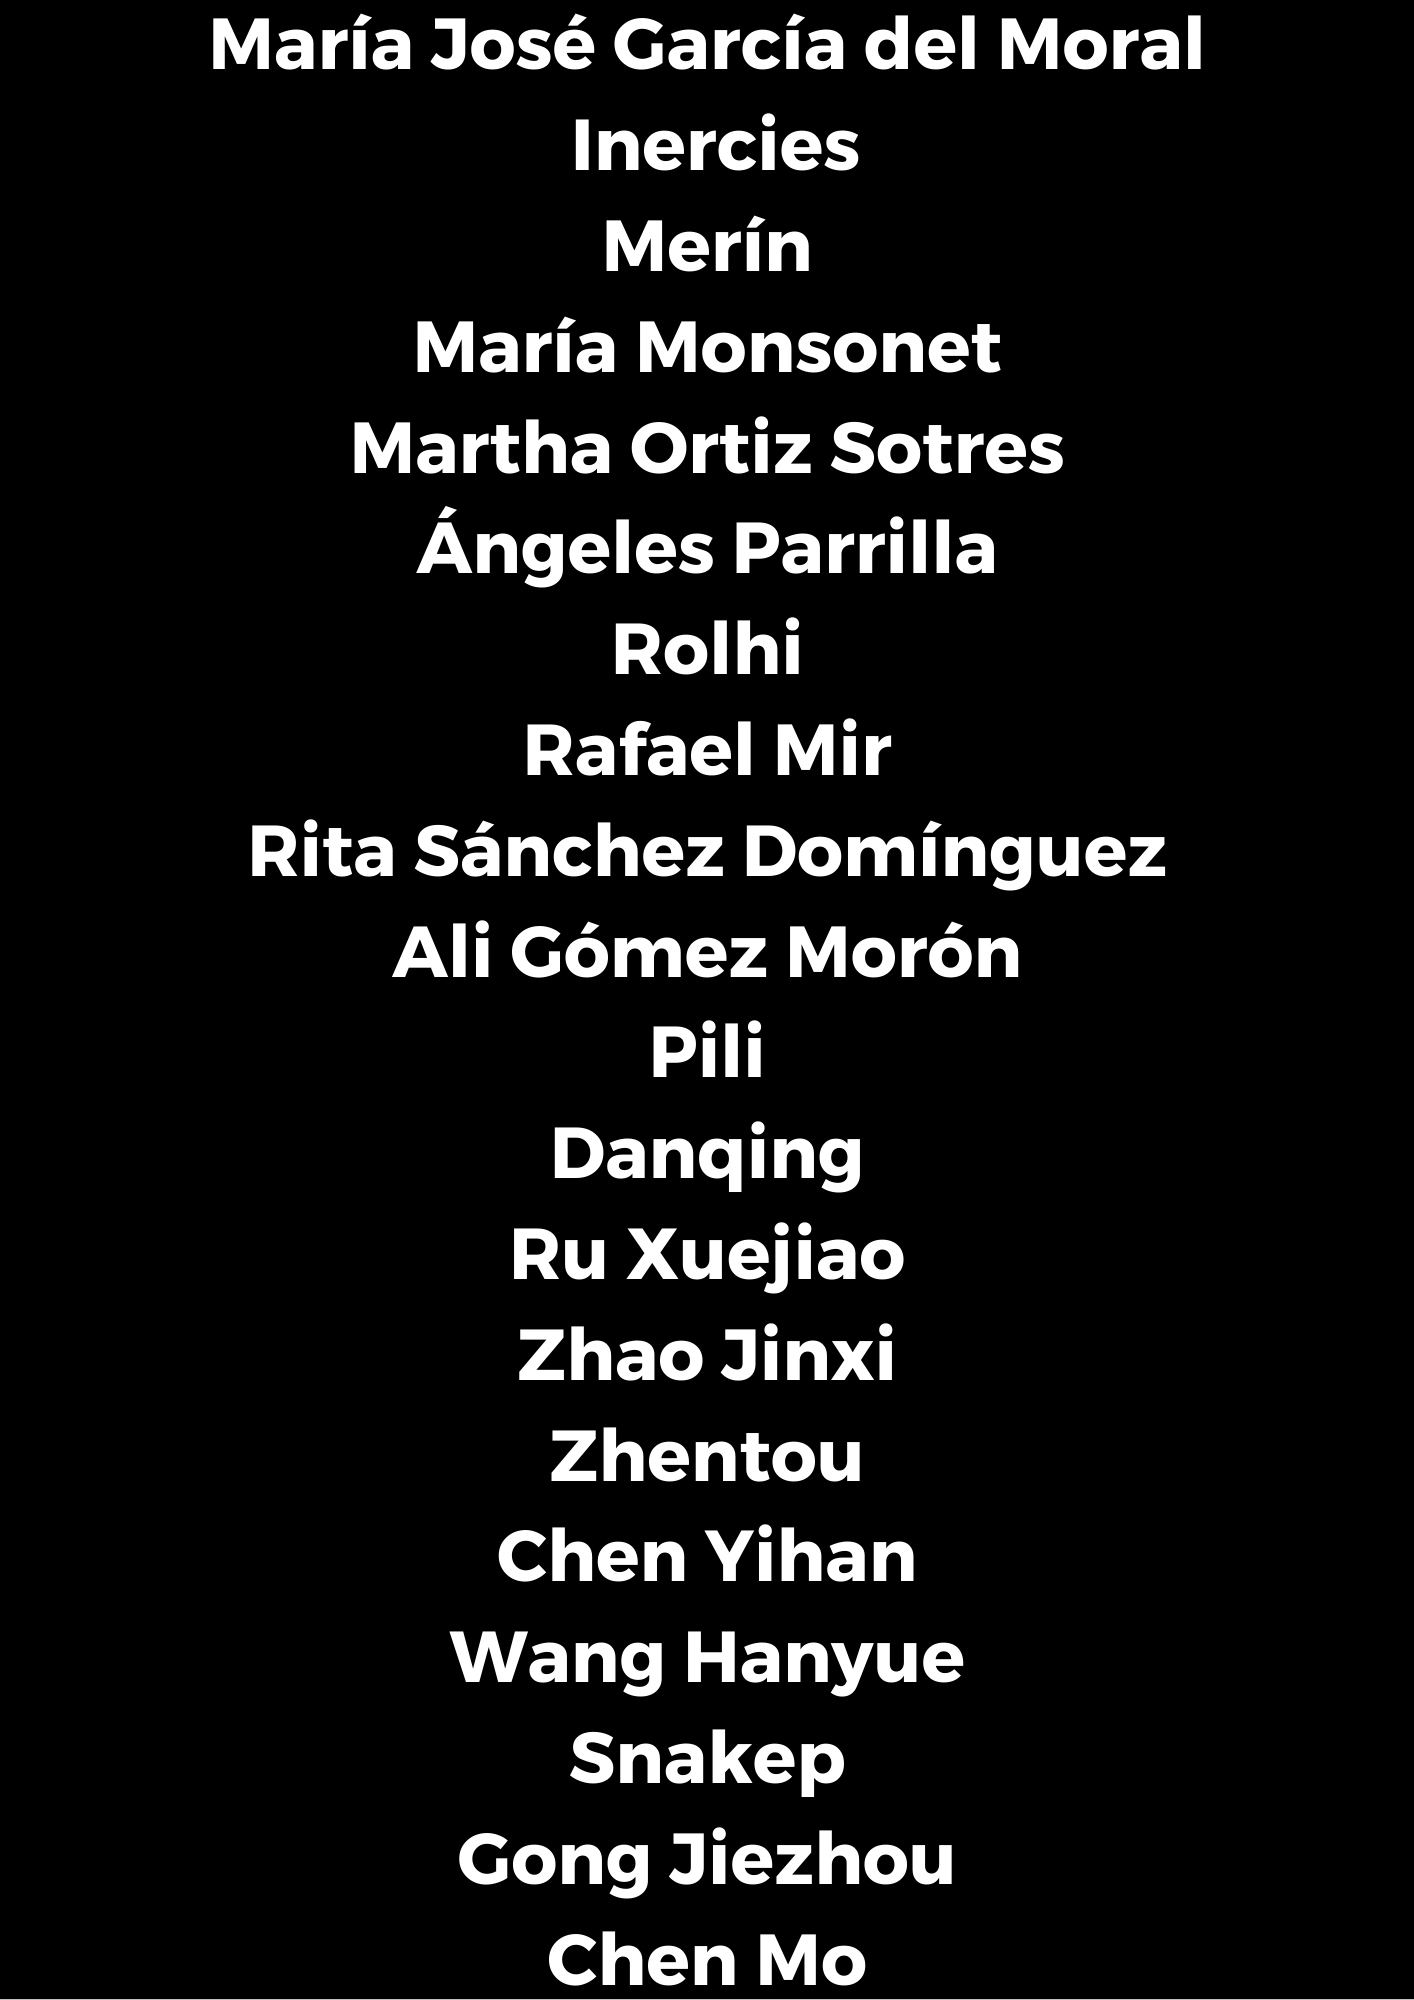 María José García del Moral
Inercies
Merín
María Monsonet
Martha Ortiz Sotres
Ángeles Parrilla
Rolhi
Rafael Mir
Rita Sánchez Domínguez
Ali Gómez Morón
Pili
Danqing
Ru Xuejiao
Zhao Jinxi
Zhentou
Chen Yihan
Wang Hanyue
Snakep
Gong Jiezhou
Chen Mo